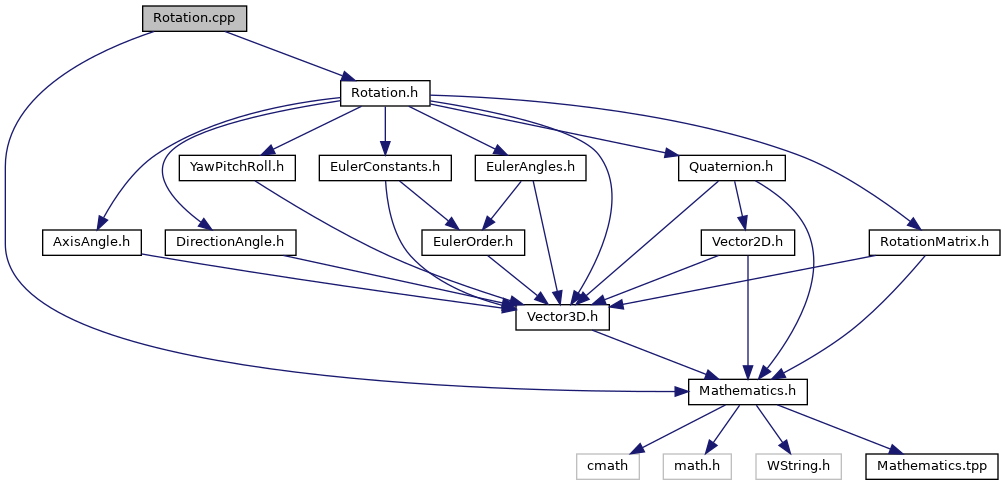 Rotation.cpp
Rotation.h
YawPitchRoll.h
EulerConstants.h
EulerAngles.h
Quaternion.h
AxisAngle.h
DirectionAngle.h
EulerOrder.h
Vector2D.h
RotationMatrix.h
Vector3D.h
Mathematics.h
cmath
math.h
WString.h
Mathematics.tpp